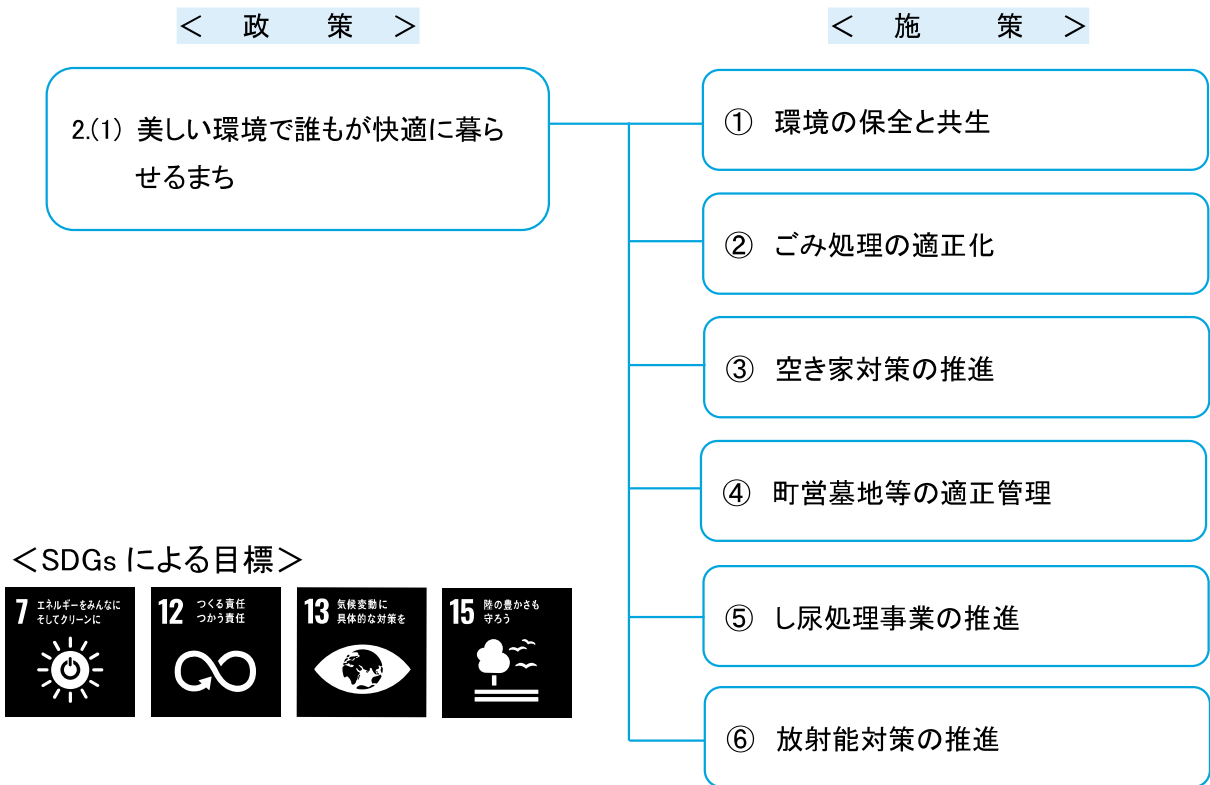 ＜　政　　策　＞
2.(1) 美しい環境で誰もが快適に暮ら
せるまち
＜　施　　策　＞
① 環境の保全と共生
② ごみ処理の適正化
③ 空き家対策の推進
④ 町営墓地等の適正管理
⑤ し尿処理事業の推進
⑥ 放射能対策の推進
＜SDGs による目標＞
7 エネルギーをみんなに
そしてクリーンに
12 つくる責任
つかう責任
13 気候変動に
具体的な対策を
15 陸の豊かさも
守ろう